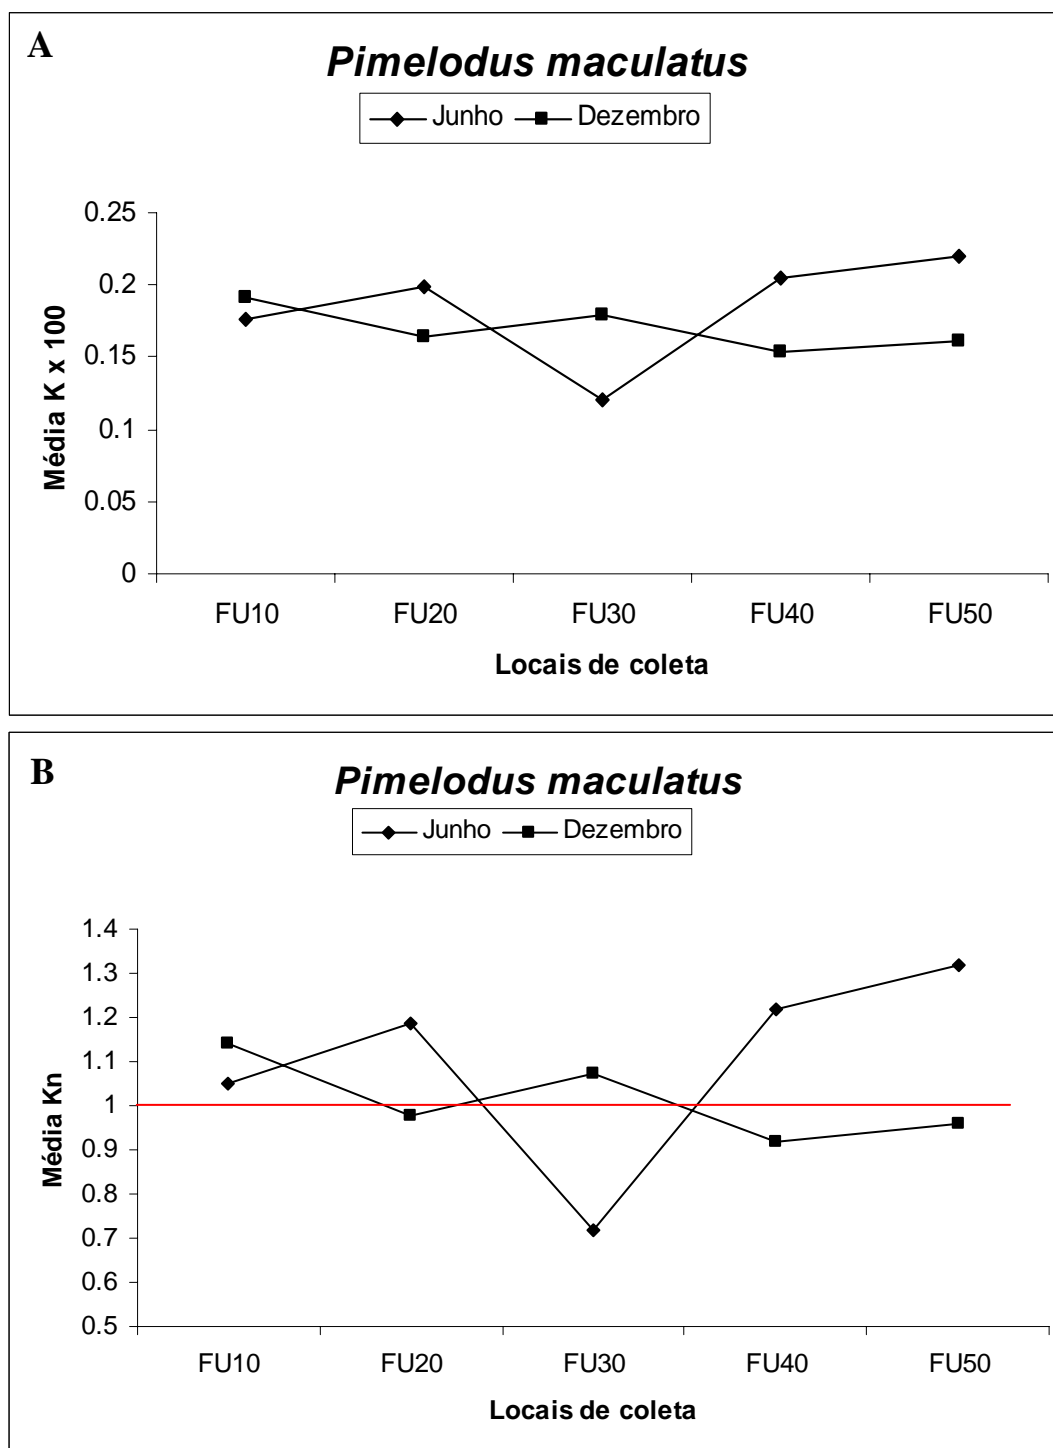 A
Pimelodus maculatus
Junho Dezembro
0.25
0.2
0.15
0.1
0.05
0
Média K x 100
FU10 FU20 FU30 FU40 FU50
Locais de coleta
B
Pimelodus maculatus
Junho Dezembro
1.4
1.3
1.2
1.1
1
0.9
0.8
0.7
0.6
0.5
Média Kn
FU10 FU20 FU30 FU40 FU50
Locais de coleta